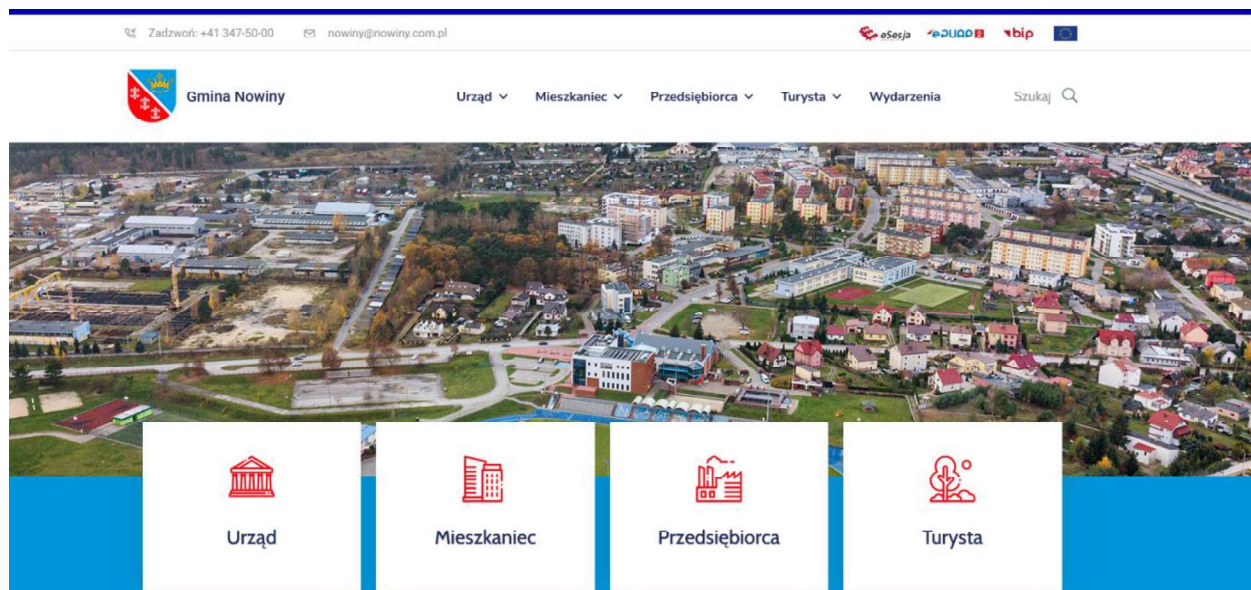 Zadzwoń: +41 347-50-00 nowiny@nowiny.com.pl eSesja ePUAP bip
Gmina Nowiny Urząd Mieszkaniec Przedsiębiorca Turysta Wydarzenia Szukaj
Urząd Mieszkaniec Przedsiębiorca Turysta